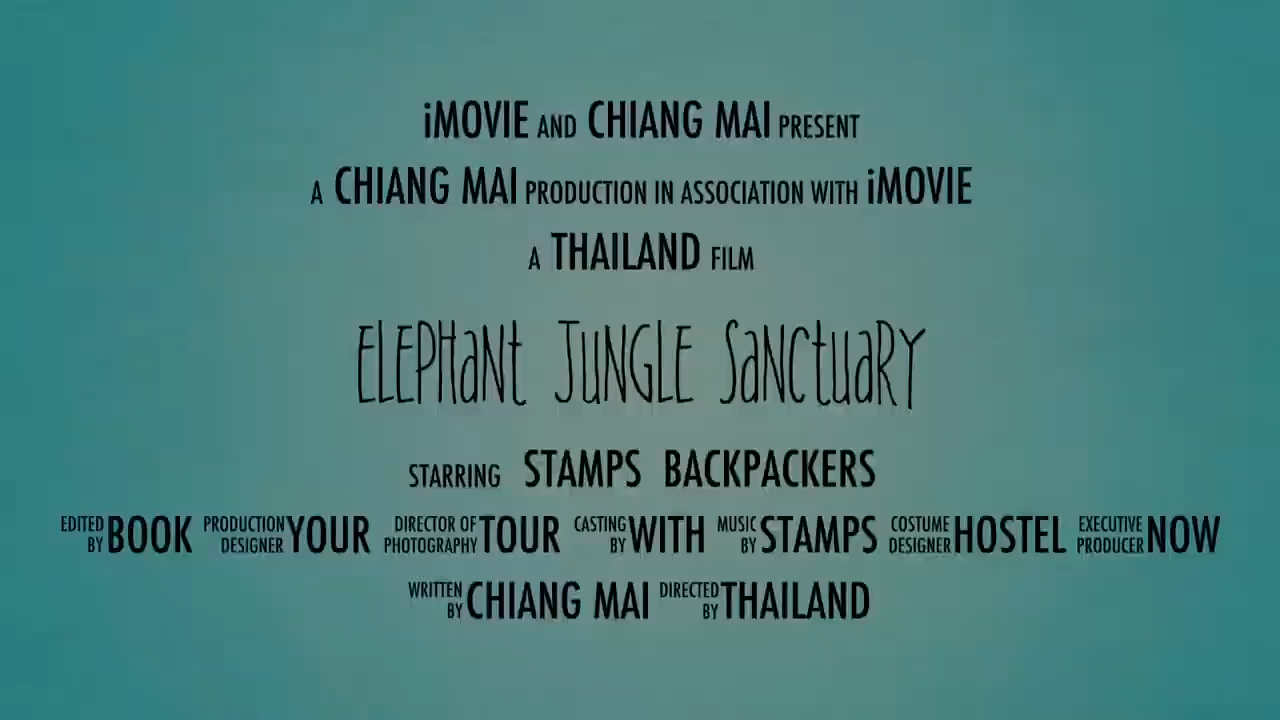 iMOVIE AND CHIANG MAI PRESENT
A CHIANG MAI PRODUCTION IN ASSOCIATION WITH iMOVIE
A THAILAND FILM
ELEPHaNt JuNGLE SaNCtuaRY
STARRING STAMPS BACKPACKERS
EDITED BY BOOK PRODUCTION DESIGNER YOUR DIRECTOR OF PHOTOGRAPHY TOUR CASTING BY WITH MUSIC BY STAMPS COSTUME DESIGNER HOSTEL EXECUTIVE PRODUCER NOW
WRITTEN BY CHIANG MAI DIRECTED BY THAILAND